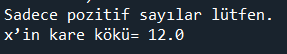 Sadece pozitif sayılar lütfen.
x’in kare kökü= 12.0